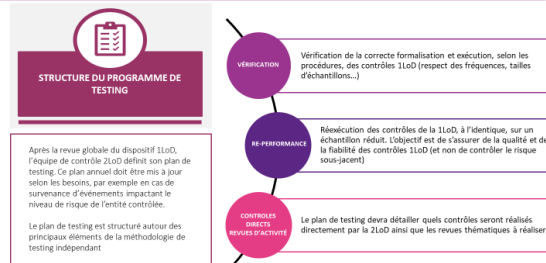 STRUCTURE DU PROGRAMME DE
TESTING
Après la revue globale du dispositif 1LoD,
l'équipe de contrôle 2LoD définit son plan de
testing. Ce plan annuel doit être mis à jour
selon les besoins, par exemple en cas de
survenance d'événements impactant le
niveau de risque de l'entité contrôlée.
Le plan de testing est structuré autour des
principaux éléments de la méthodologie de
testing indépendant
VÉRIFICATION
Vérification de la correcte formalisation et exécution, selon les
procédures, des contrôles 1LoD (respect des fréquences, tailles
d'échantillons...)
RE-PERFORMANCE
Réexécution des contrôles de la 1LoD, à l'identique, sur un
échantillon réduit. L'objectif est de s'assurer de la qualité et de
la fiabilité des contrôles 1LoD (et non de contrôler le risque
sous-jacent)
CONTROLES
DIRECTS
REVUES D'ACTIVITÉ
Le plan de testing devra détailler quels contrôles seront réalisés
directement par la 2LoD ainsi que les revues thématiques à réaliser